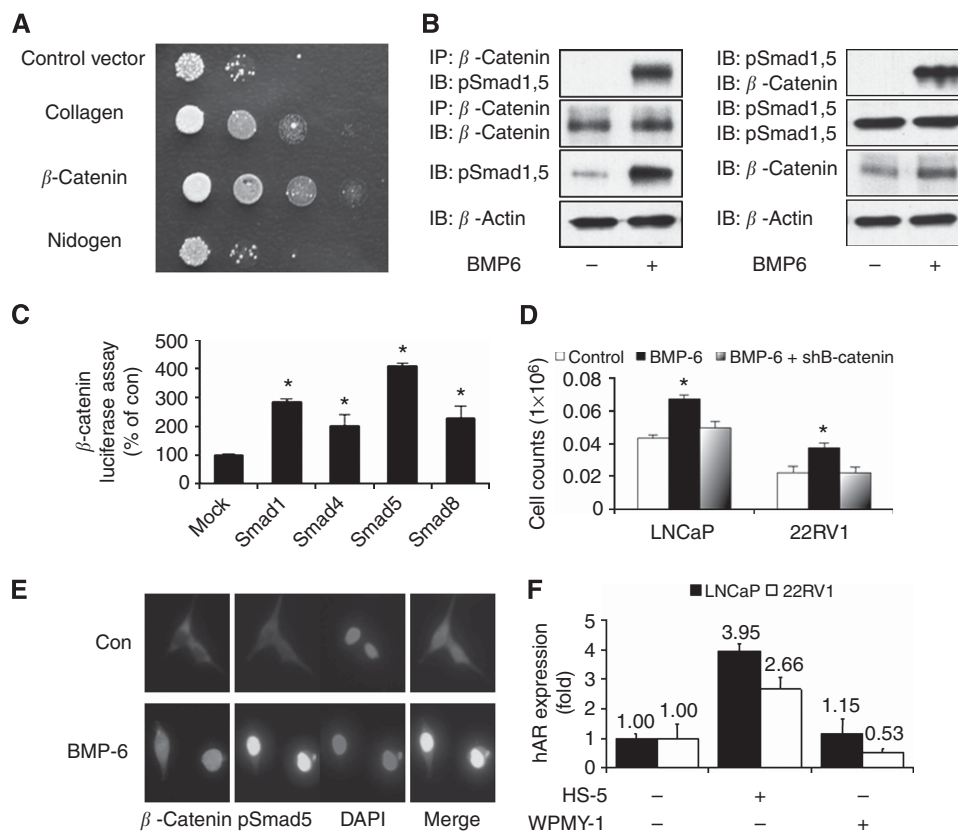 A
Control vector
Collagen
β-Catenin
Nidogen
B
IP: β -Catenin
IB: pSmad1,5
IP: β -Catenin
IB: β -Catenin
IB: pSmad1,5
IB: β -Actin
BMP6 – +
IB: pSmad1,5
IB: β -Catenin
IB: pSmad1,5
IB: pSmad1,5
IB: β -Catenin
IB: β -Actin
BMP6 – +
C
β-catenin
luciferase assay
(% of con)
500
400
300
200
100
0
* * * *
Mock Smad1 Smad4 Smad5 Smad8
D
Control BMP-6 BMP-6 + shB-catenin
Cell counts (1×10⁶)
0.08
0.06
0.04
0.02
0
* *
LNCaP 22RV1
E
Con
BMP-6
β -Catenin pSmad5 DAPI Merge
F
LNCaP 22RV1
hAR expression
(fold)
6
5
4
3
2
1
0
1.00 1.00 3.95 2.66 1.15 0.53
HS-5 – + –
WPMY-1 – – +